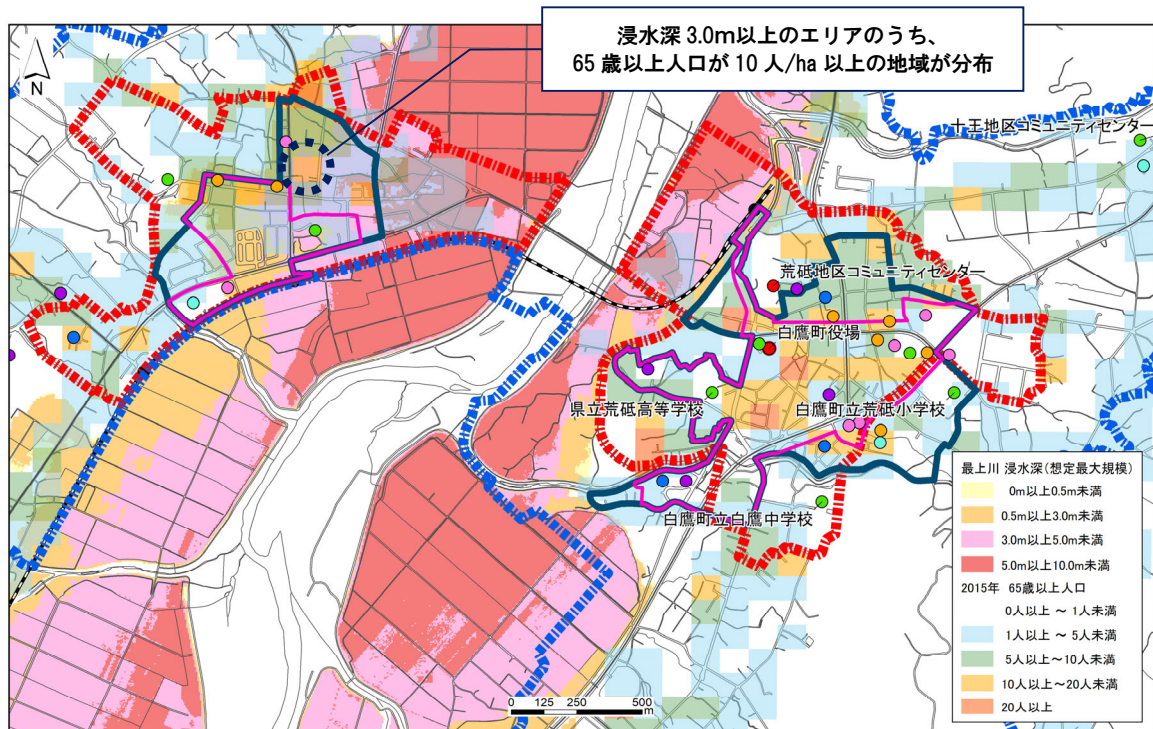 浸水深 3.0m以上のエリアのうち、
65 歳以上人口が 10 人/ha 以上の地域が分布
N
十王地区コミュニティセンター
荒砥地区コミュニティセンター
白鷹町役場
県立荒砥高等学校
白鷹町立荒砥小学校
白鷹町立白鷹中学校
最上川 浸水深(想定最大規模)
0m以上0.5m未満
0.5m以上3.0m未満
3.0m以上5.0m未満
5.0m以上10.0m未満
2015年 65歳以上人口
0人以上 ～ 1人未満
1人以上 ～ 5人未満
5人以上～10人未満
10人以上～20人未満
20人以上
0 125 250 500
m